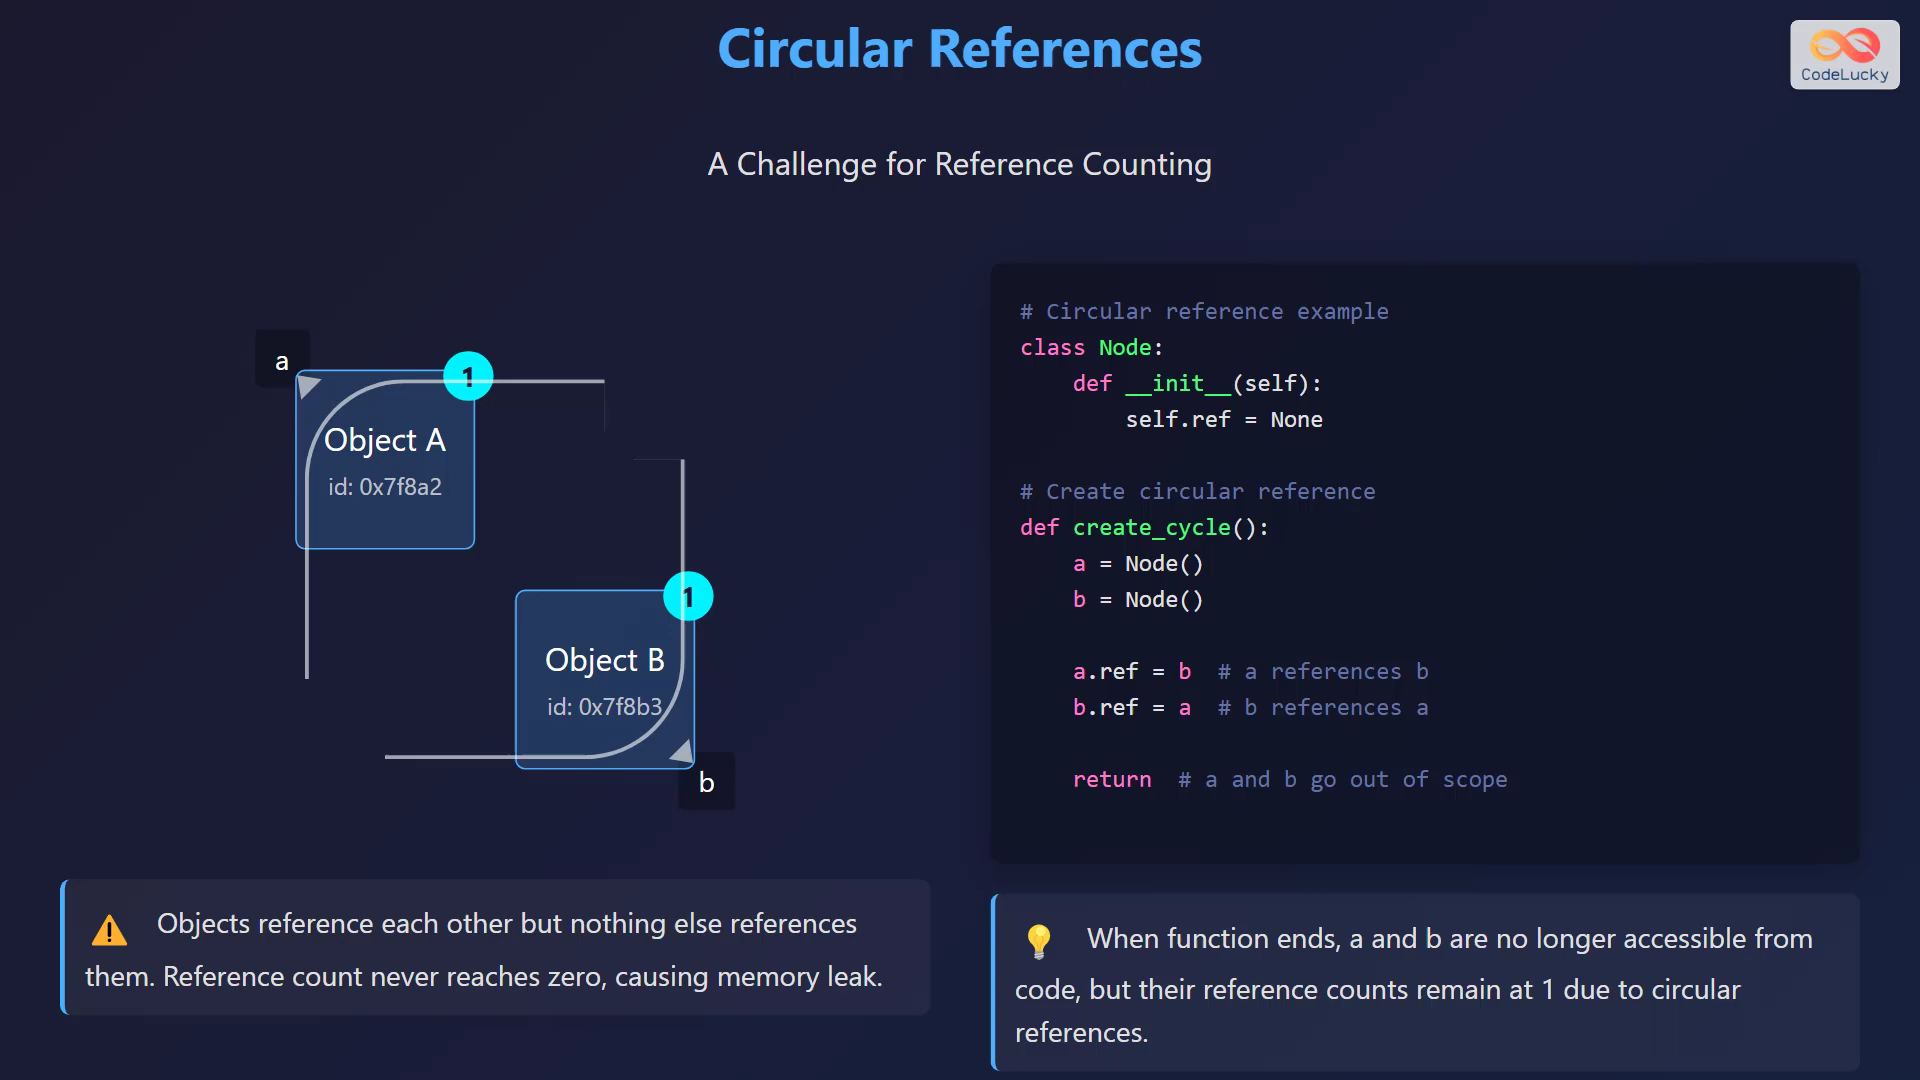 Circular References
CodeLucky
A Challenge for Reference Counting
a
1
Object A
id: 0x7f8a2
1
Object B
id: 0x7f8b3
b
# Circular reference example
class Node:
    def __init__(self):
        self.ref = None
# Create circular reference
def create_cycle():
    a = Node()
    b = Node()
    a.ref = b  # a references b
    b.ref = a  # b references a
    return  # a and b go out of scope
Objects reference each other but nothing else references
them. Reference count never reaches zero, causing memory leak.
When function ends, a and b are no longer accessible from
code, but their reference counts remain at 1 due to circular
references.